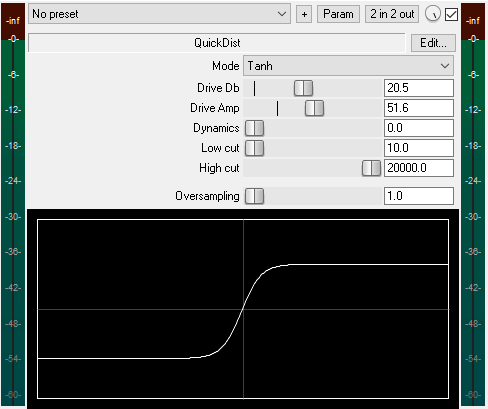 -inf No preset + Param 2 in 2 out -inf
-0- QuickDist Edit... -0-
-6- Mode Tanh -6-
Drive Db 20.5
-12- Drive Amp 51.6 -12-
Dynamics 0.0
-18- Low cut 10.0 -18-
High cut 20000.0
-24- -24-
Oversampling 1.0
-30- -30-
-36- -36-
-42- -42-
-48- -48-
-54- -54-
-60- -60-